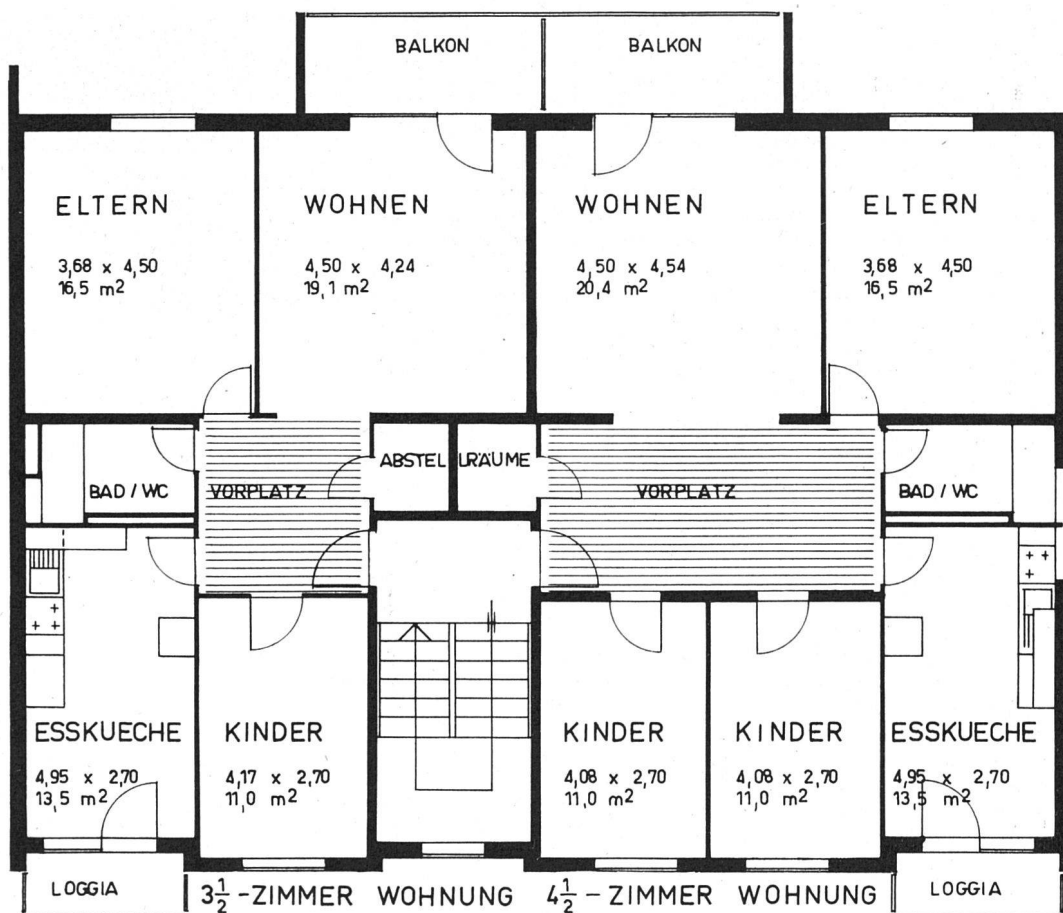 BALKON
BALKON
ELTERN
3,68 x 4,50
16,5 m2
WOHNEN
4,50 x 4,24
19,1 m2
WOHNEN
4,50 x 4,54
20,4 m2
ELTERN
3,68 x 4,50
16,5 m2
BAD / WC
VORPLATZ
ABSTELLRÄUME
VORPLATZ
BAD / WC
ESSKUECHE
4,95 x 2,70
13,5 m2
KINDER
4,17 x 2,70
11,0 m2
KINDER
4,08 x 2,70
11,0 m2
KINDER
4,08 x 2,70
11,0 m2
ESSKUECHE
4,95 x 2,70
13,5 m2
LOGGIA
3 1/2 - ZIMMER WOHNUNG
4 1/2 - ZIMMER WOHNUNG
LOGGIA